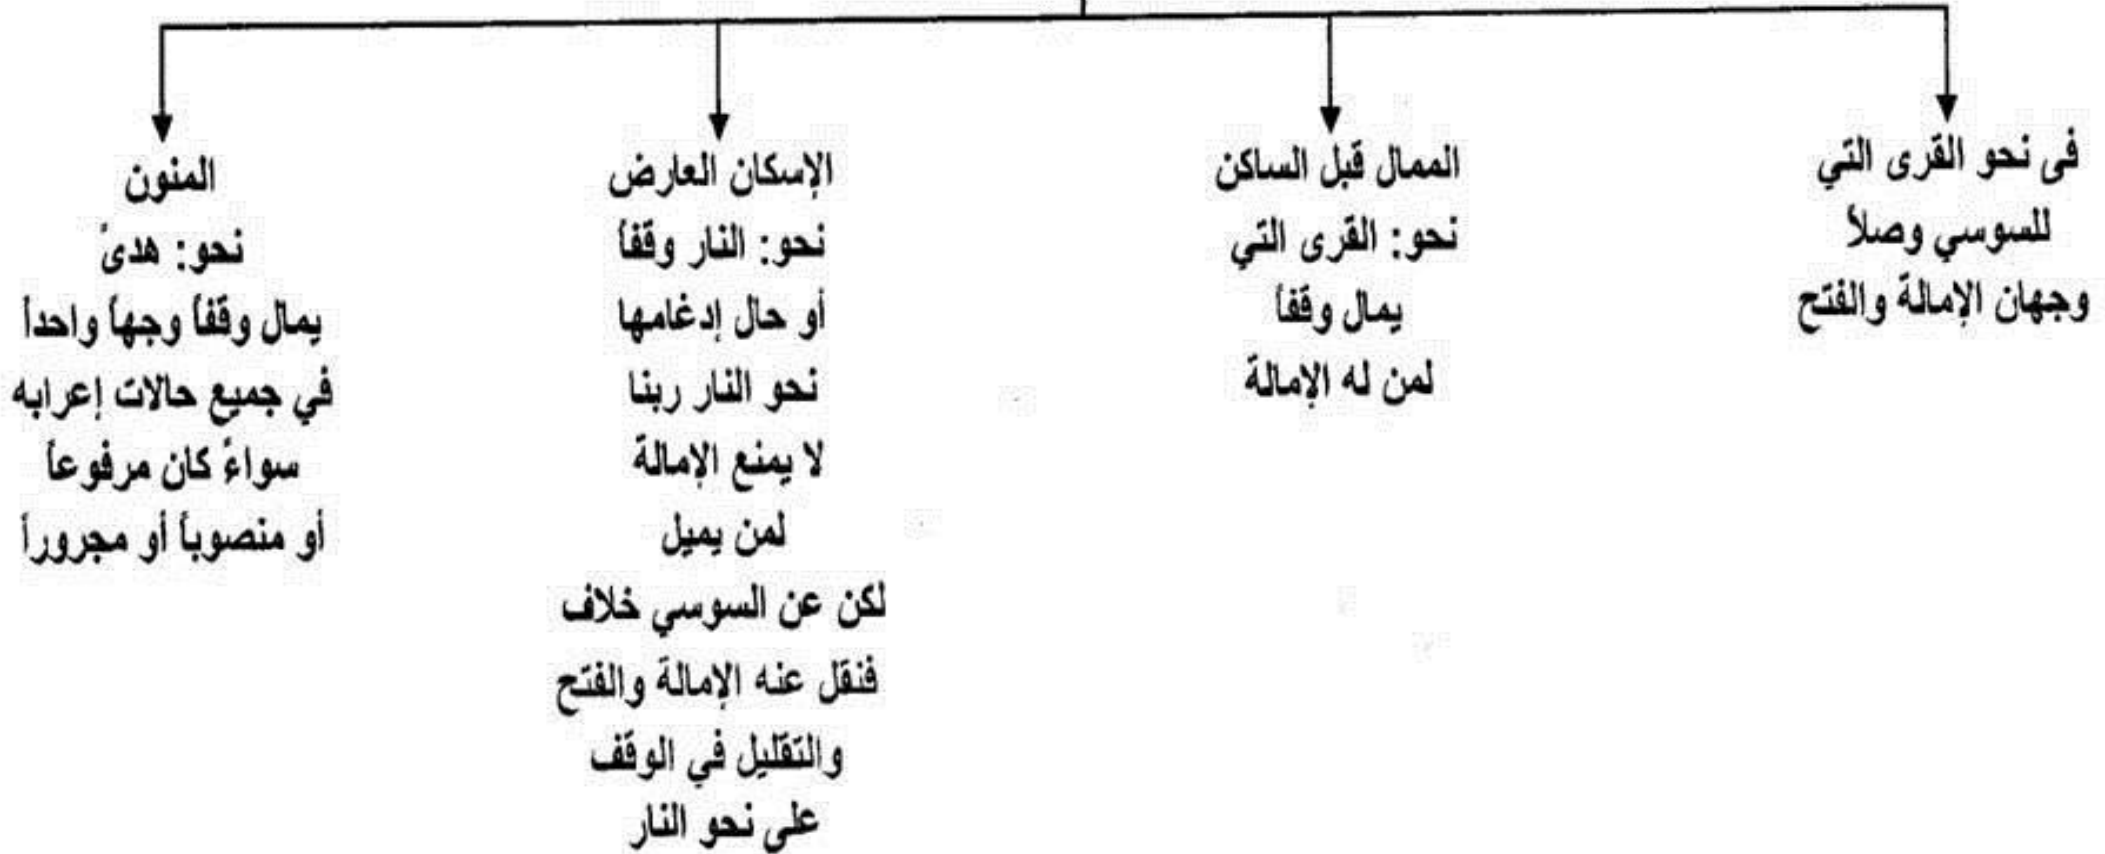 فى نحو القرى التي
للسوسي وصلاً
وجهان الإمالة والفتح
الممال قبل الساكن
نحو: القرى التي
يمال وقفاً
لمن له الإمالة
الإسكان العارض
نحو: النار وقفاً
أو حال إدغامها
نحو النار ربنا
لا يمنع الإمالة
لمن يميل
لكن عن السوسي خلاف
فنقل عنه الإمالة والفتح
والتقليل في الوقف
على نحو النار
المنون
نحو: هدىً
يمال وقفاً وجهاً واحداً
في جميع حالات إعرابه
سواءً كان مرفوعاً
أو منصوباً أو مجروراً